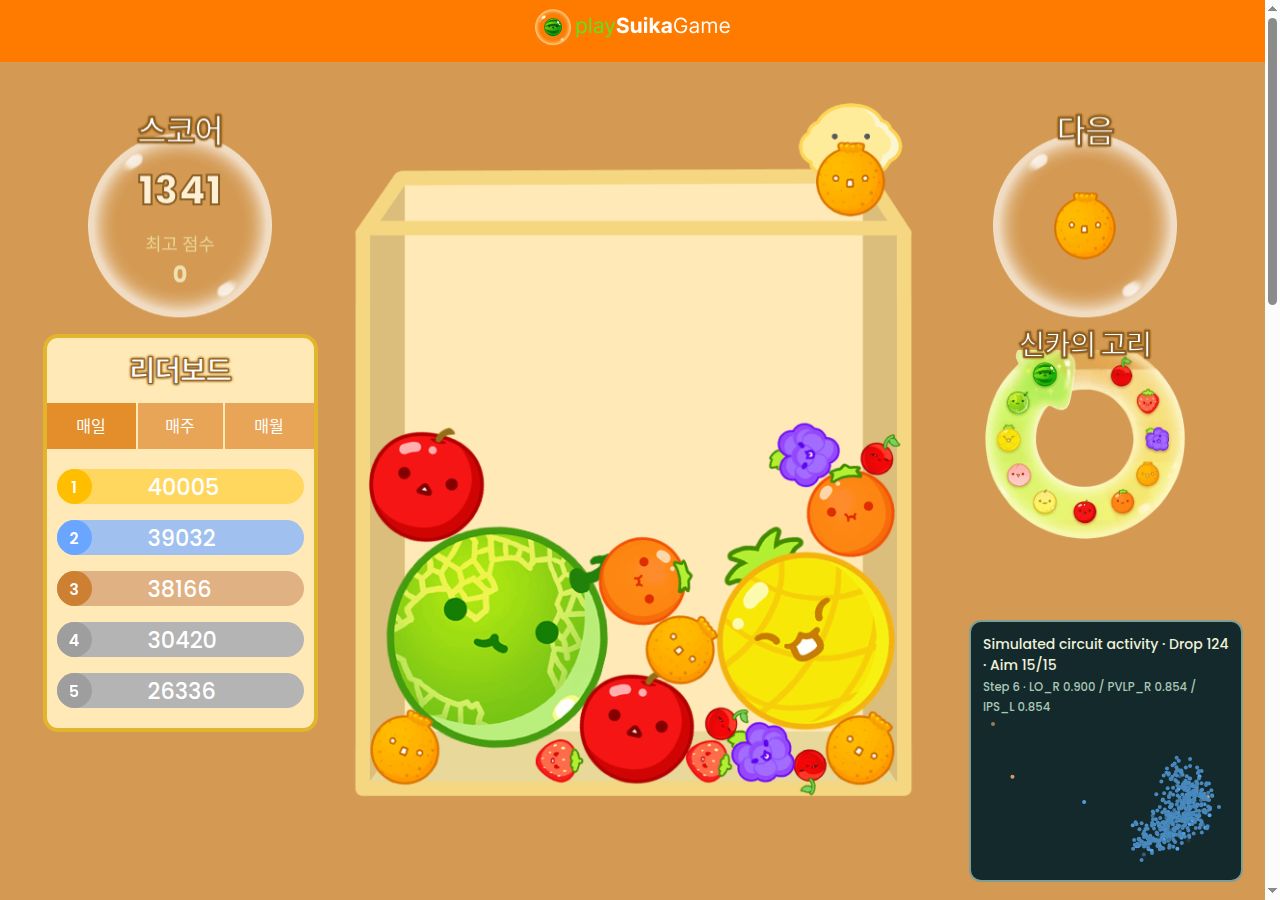 playSuikaGame
스코어
1341
최고 점수
0
다음
신카의 고리
리더보드
매일 매주 매월
1 40005
2 39032
3 38166
4 30420
5 26336
Simulated circuit activity · Drop 124
· Aim 15/15
Step 6 · LO_R 0.900 / PVLP_R 0.854 /
IPS_L 0.854